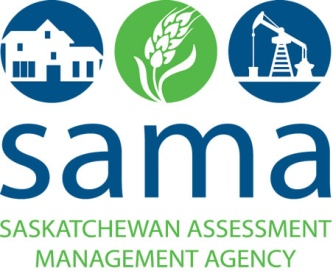 sama
SASKATCHEWAN ASSESSMENT
MANAGEMENT AGENCY